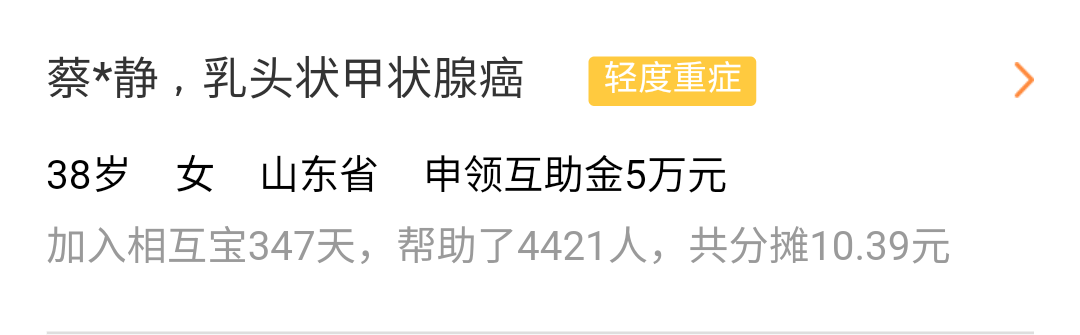 蔡*静，乳头状甲状腺癌 轻度重症
38岁 女 山东省 申领互助金5万元
加入相互宝347天，帮助了4421人，共分摊10.39元